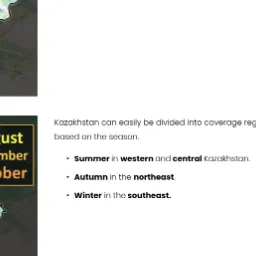 Kazakhstan can easily be divided into coverage reg
based on the season.
• Summer in western and central Kazakhstan.
• Autumn in the northeast.
• Winter in the southeast.
ust
mber
ober